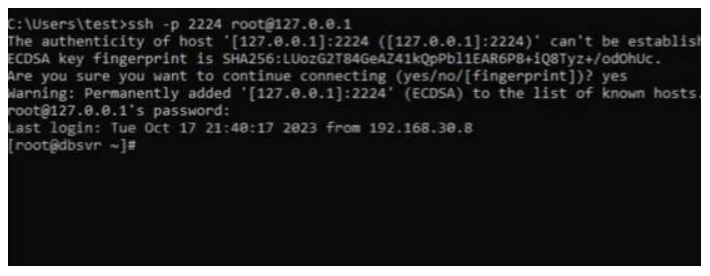 C:\Users\test>ssh -p 2224 root@127.0.0.1
The authenticity of host '[127.0.0.1]:2224 ([127.0.0.1]:2224)' can't be establish
ECDSA key fingerprint is SHA256:LUozG2T84GeAZ41kQpPbl1EAR6P8+iQ8Tyz+/odOhUc.
Are you sure you want to continue connecting (yes/no/[fingerprint])? yes
Warning: Permanently added '[127.0.0.1]:2224' (ECDSA) to the list of known hosts.
root@127.0.0.1's password:
Last login: Tue Oct 17 21:40:17 2023 from 192.168.30.8
[root@dbsvr ~]#